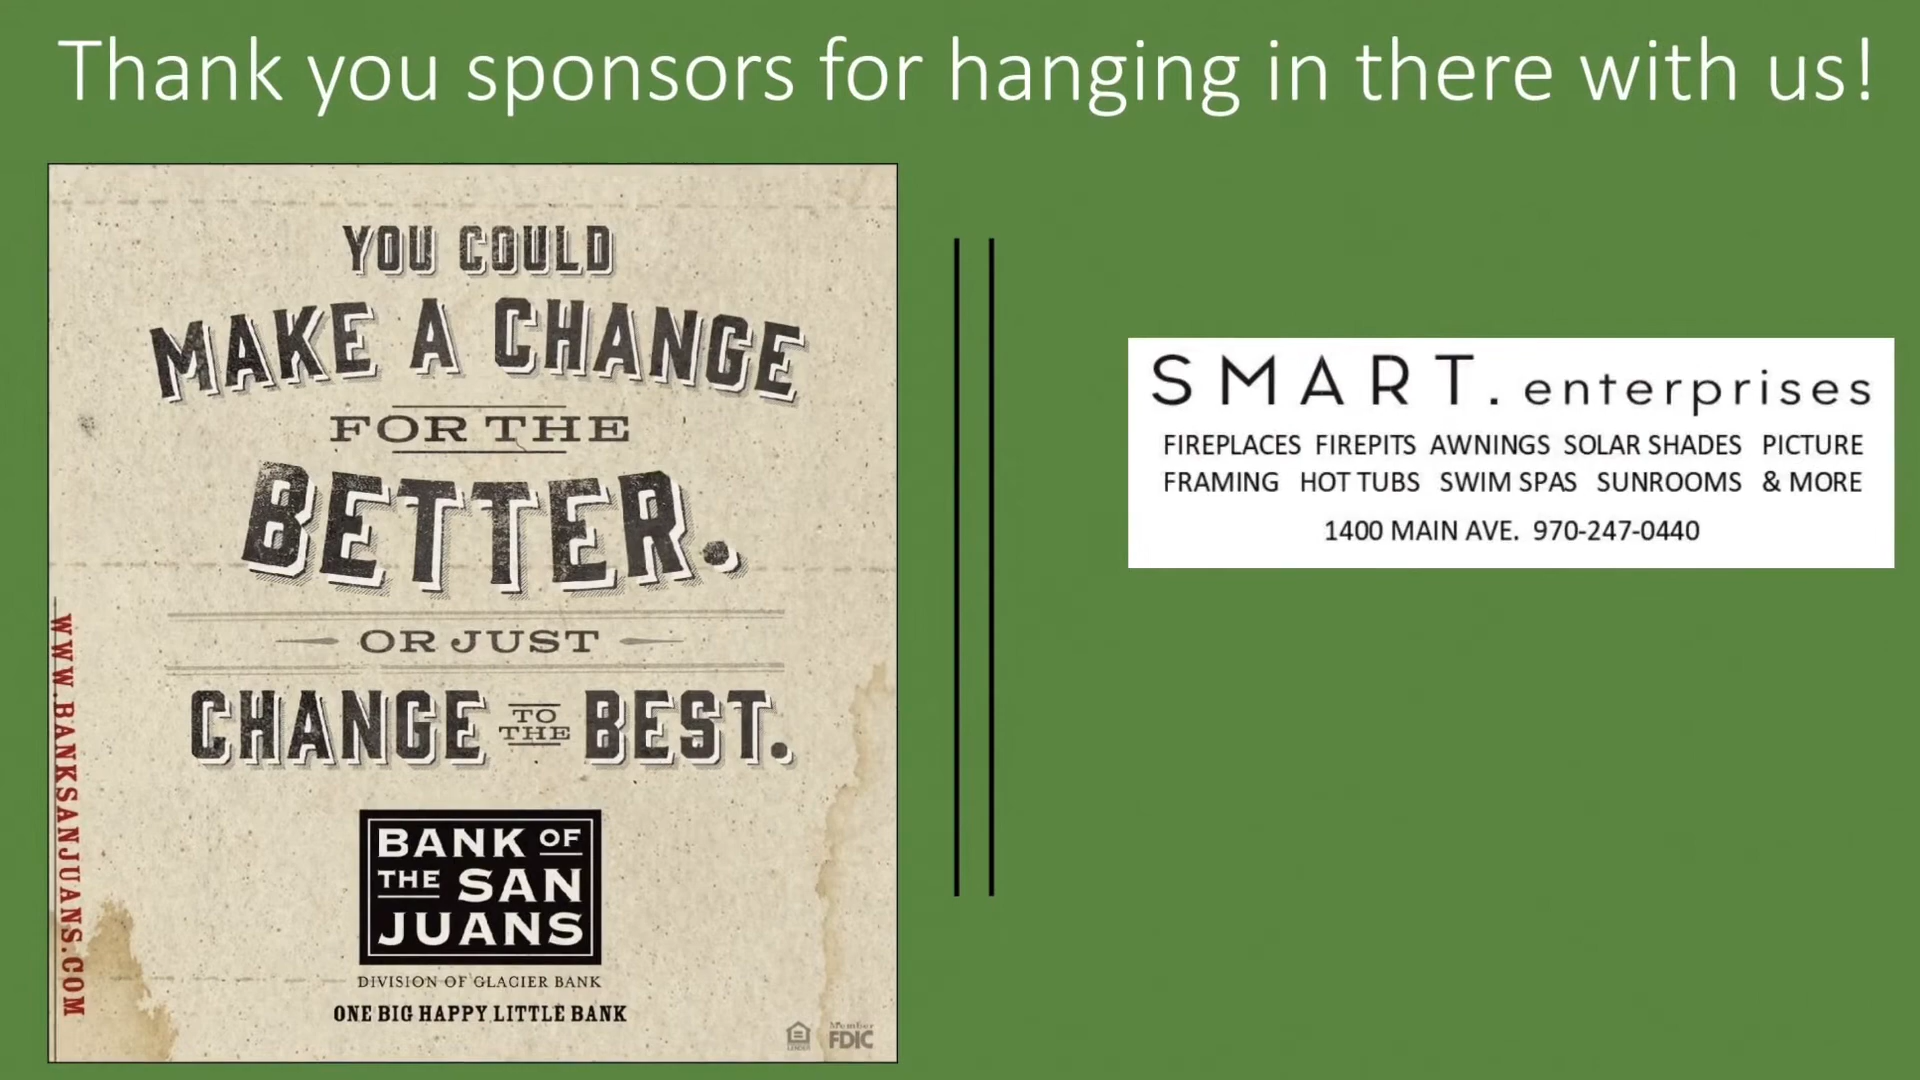 Thank you sponsors for hanging in there with us!
YOU COULD
MAKE A CHANGE
FOR THE
BETTER.
OR JUST
CHANGE TO THE BEST.
WWW.BANKSANJUANS.COM
BANK OF
THE SAN
JUANS
DIVISION OF GLACIER BANK
ONE BIG HAPPY LITTLE BANK
LENDER
Member
FDIC
SMART. enterprises
FIREPLACES FIREPITS AWNINGS SOLAR SHADES PICTURE
FRAMING HOT TUBS SWIM SPAS SUNROOMS & MORE
1400 MAIN AVE. 970-247-0440